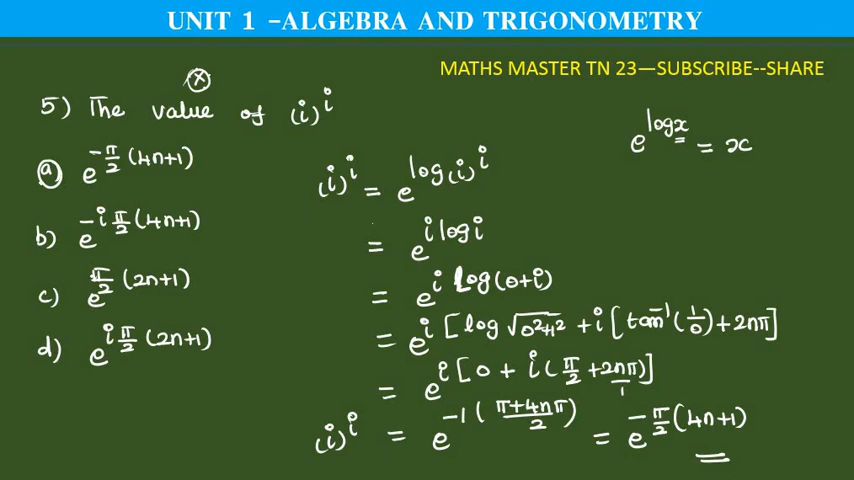 UNIT 1 –ALGEBRA AND TRIGONOMETRY
MATHS MASTER TN 23—SUBSCRIBE--SHARE
(x)
5) The value of (i)^i
a) e^{-π/2 (4n+1)}
b) e^{-i π/2 (4n+1)}
c) e^{π/2 (2n+1)}
d) e^{i π/2 (2n+1)}
e^{log x} = x
(i)^i = e^{log (i)^i}
= e^{i log i}
= e^{i Log (0+i)}
= e^{i [log √(0²+1²) + i [tan⁻¹(1/0) + 2nπ]}
= e^{i [0 + i (π/2 + 2nπ/1)]}
(i)^i = e^{-1 ((π+4nπ)/2)} = e^{-π/2 (4n+1)}